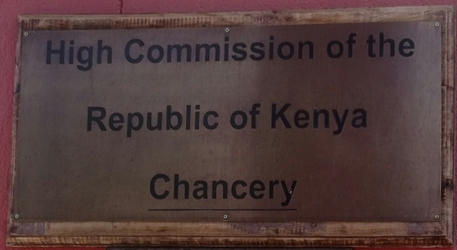 High Commission of the
Republic of Kenya
Chancery